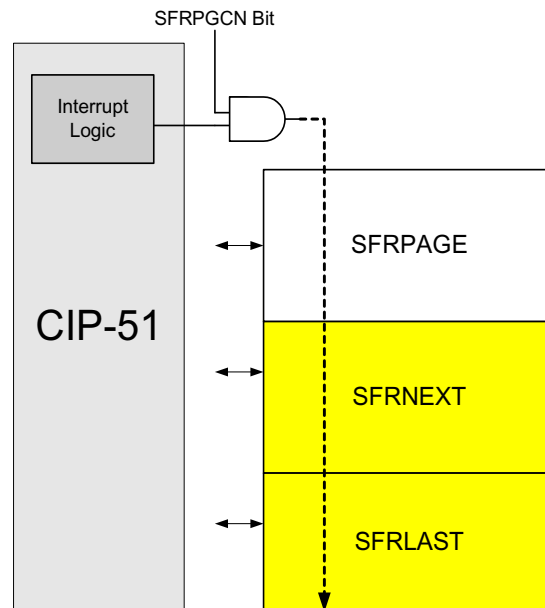 SFRPGCN Bit
Interrupt
Logic
SFRPAGE
CIP-51
SFRNEXT
SFRLAST